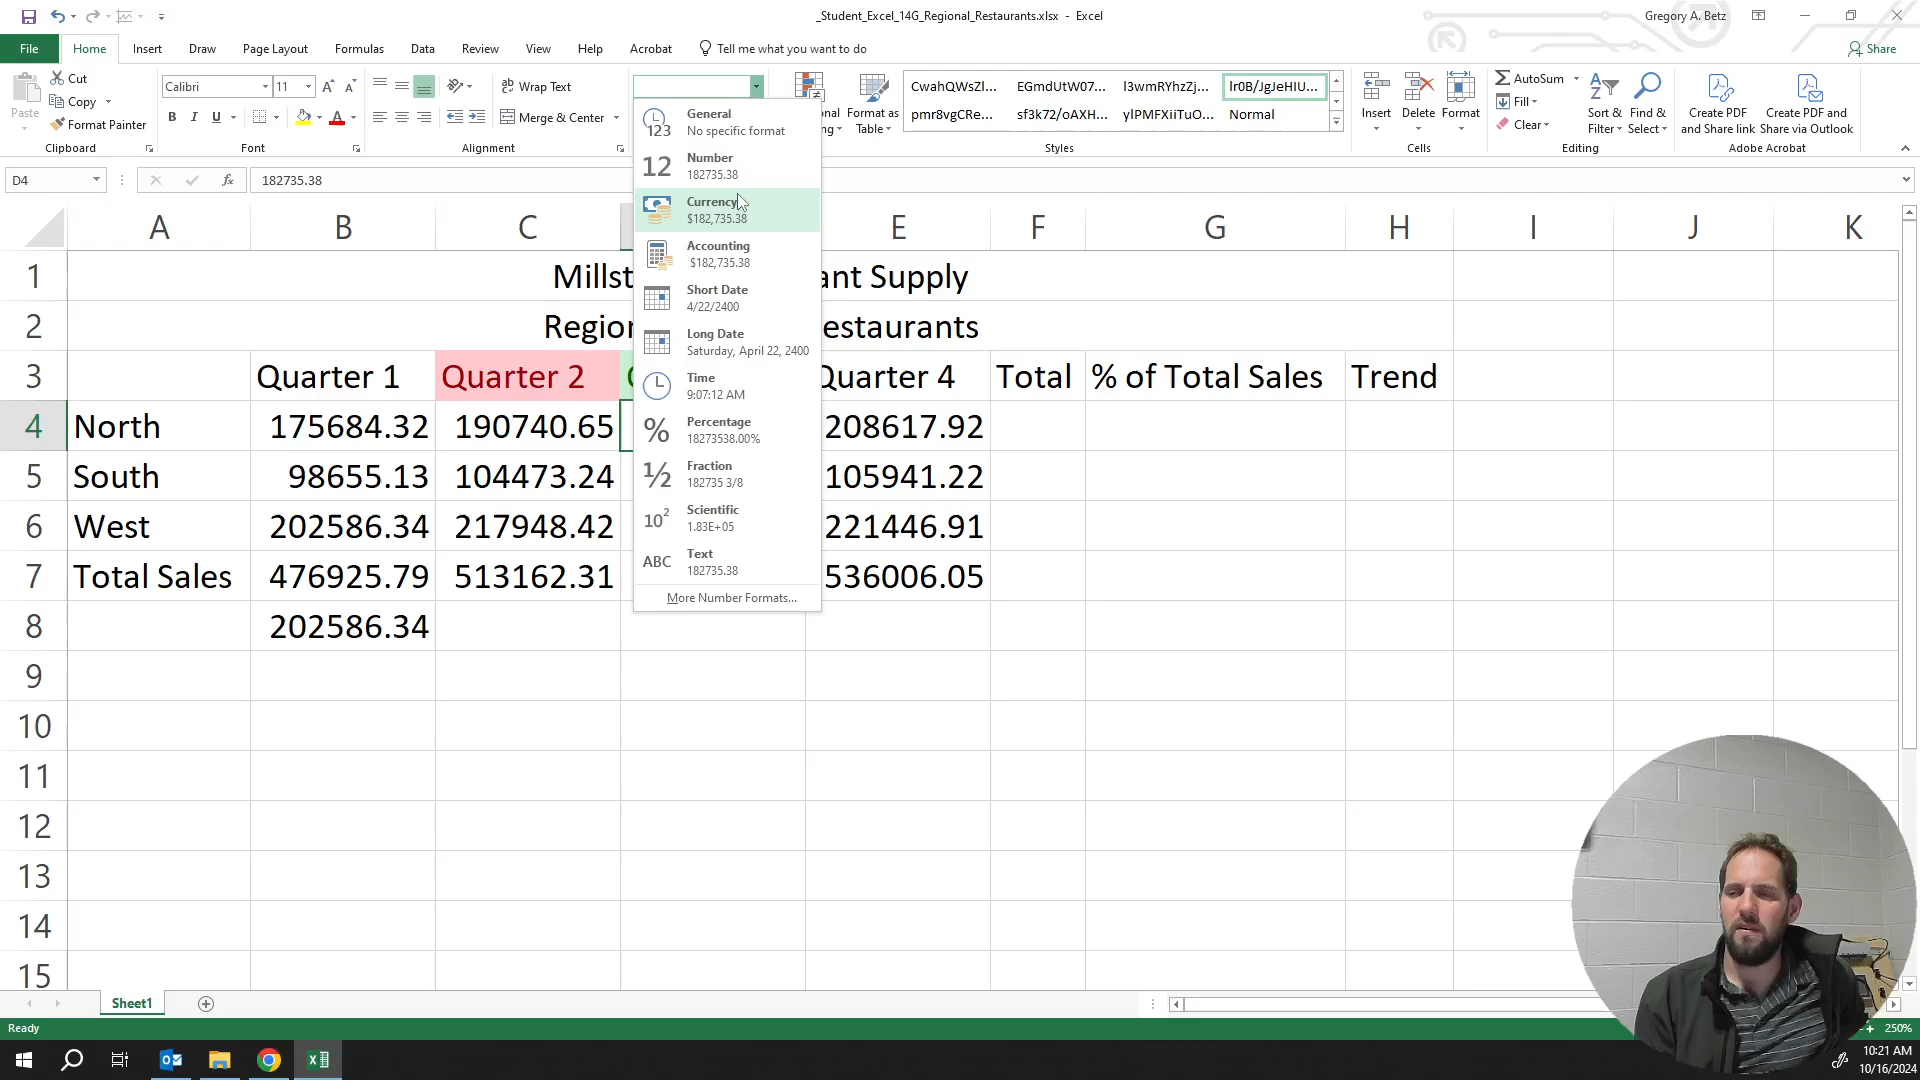 _Student_Excel_14G_Regional_Restaurants.xlsx - Excel
Gregory A. Betz
File Home Insert Draw Page Layout Formulas Data Review View Help Acrobat Tell me what you want to do Share
Paste
Cut
Copy
Format Painter
Clipboard
Calibri 11
B I U
Font
Wrap Text
Merge & Center
Alignment
Format as
Table
CwahQWsZl... EGmdUtW07... l3wmRYhzZj... lr0B/JgJeHIU...
pmr8vgCRe... sf3k72/oAXH... ylPMFXiiTuO... Normal
Styles
Insert Delete Format
Cells
AutoSum
Fill
Clear
Sort &
Filter
Find &
Select
Editing
Create PDF
and Share link
Create PDF and
Share via Outlook
Adobe Acrobat
D4 fx 182735.38
General
No specific format
Number
182735.38
Currency
$182,735.38
Accounting
$182,735.38
Short Date
4/22/2400
Long Date
Saturday, April 22, 2400
Time
9:07:12 AM
Percentage
18273538.00%
Fraction
182735 3/8
Scientific
1.83E+05
ABC Text
182735.38
More Number Formats...
A B C E F G H I J K
1 Millst ant Supply
2 Region estaurants
3 Quarter 1 Quarter 2 Quarter 4 Total % of Total Sales Trend
4 North 175684.32 190740.65 208617.92
5 South 98655.13 104473.24 105941.22
6 West 202586.34 217948.42 221446.91
7 Total Sales 476925.79 513162.31 536006.05
8 202586.34
9
10
11
12
13
14
15
Sheet1
Ready
250%
10:21 AM
10/16/2024